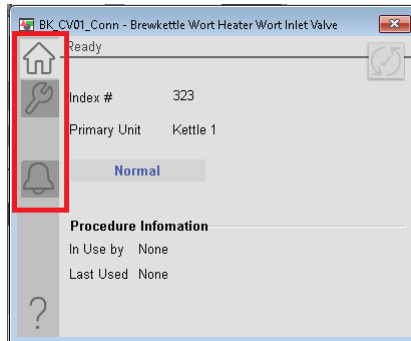 BK_CV01_Conn - Brewkettle Wort Heater Wort Inlet Valve
Ready
Index # 323
Primary Unit Kettle 1
Normal
Procedure Infomation
In Use by None
Last Used None
?